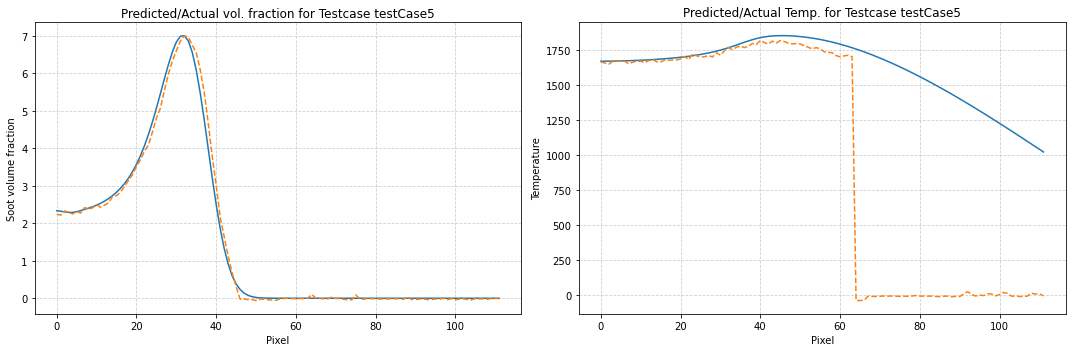 Predicted/Actual vol. fraction for Testcase testCase5
Soot volume fraction
7
6
5
4
3
2
1
0
0 20 40 60 80 100
Pixel
Predicted/Actual Temp. for Testcase testCase5
Temperature
1750
1500
1250
1000
750
500
250
0
0 20 40 60 80 100
Pixel